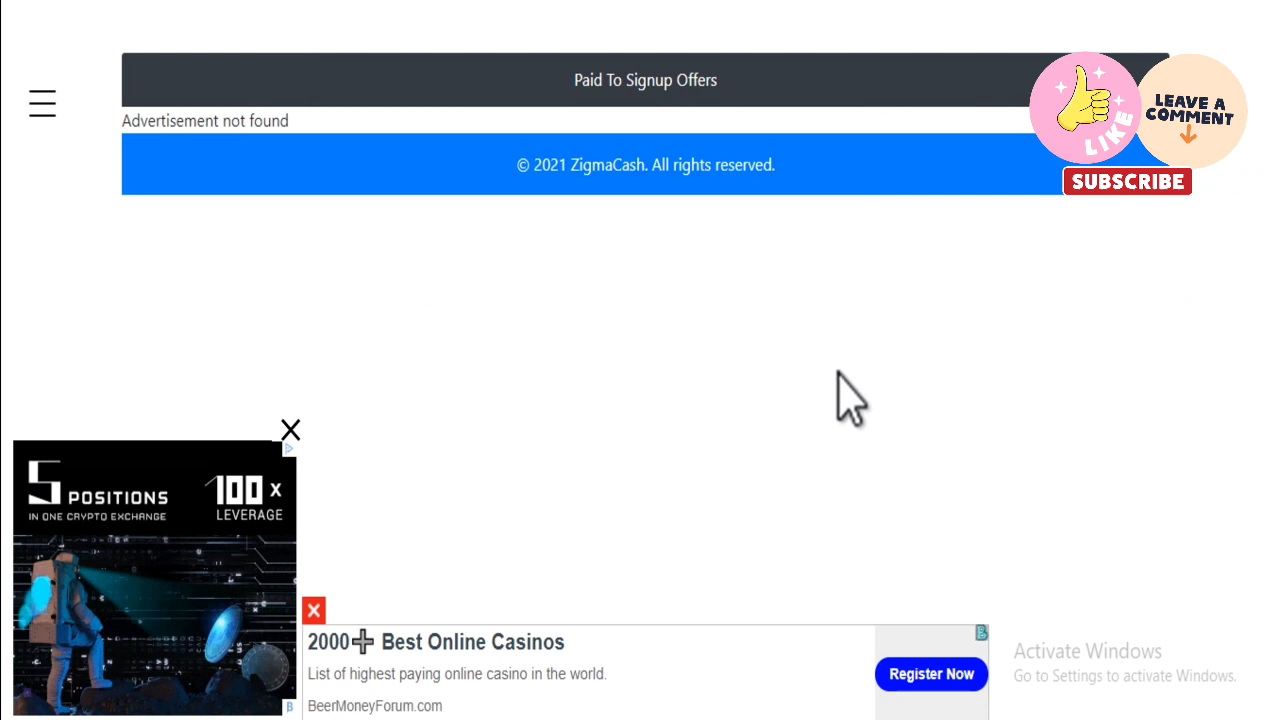 Paid To Signup Offers
Advertisement not found
© 2021 ZigmaCash. All rights reserved.
LIKE
LEAVE A
COMMENT
SUBSCRIBE
5 POSITIONS
IN ONE CRYPTO EXCHANGE
100 x
LEVERAGE
2000➕ Best Online Casinos
List of highest paying online casino in the world.
BeerMoneyForum.com
Register Now
Activate Windows
Go to Settings to activate Windows.